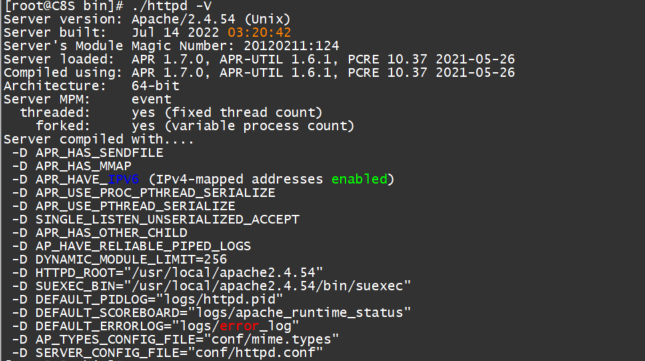 [root@C8S bin]# ./httpd -V
Server version: Apache/2.4.54 (Unix)
Server built:   Jul 14 2022 03:20:42
Server's Module Magic Number: 20120211:124
Server loaded:  APR 1.7.0, APR-UTIL 1.6.1, PCRE 10.37 2021-05-26
Compiled using: APR 1.7.0, APR-UTIL 1.6.1, PCRE 10.37 2021-05-26
Architecture:   64-bit
Server MPM:     event
  threaded:     yes (fixed thread count)
    forked:     yes (variable process count)
Server compiled with....
 -D APR_HAS_SENDFILE
 -D APR_HAS_MMAP
 -D APR_HAVE_IPV6 (IPv4-mapped addresses enabled)
 -D APR_USE_PROC_PTHREAD_SERIALIZE
 -D APR_USE_PTHREAD_SERIALIZE
 -D SINGLE_LISTEN_UNSERIALIZED_ACCEPT
 -D APR_HAS_OTHER_CHILD
 -D AP_HAVE_RELIABLE_PIPED_LOGS
 -D DYNAMIC_MODULE_LIMIT=256
 -D HTTPD_ROOT="/usr/local/apache2.4.54"
 -D SUEXEC_BIN="/usr/local/apache2.4.54/bin/suexec"
 -D DEFAULT_PIDLOG="logs/httpd.pid"
 -D DEFAULT_SCOREBOARD="logs/apache_runtime_status"
 -D DEFAULT_ERRORLOG="logs/error_log"
 -D AP_TYPES_CONFIG_FILE="conf/mime.types"
 -D SERVER_CONFIG_FILE="conf/httpd.conf"